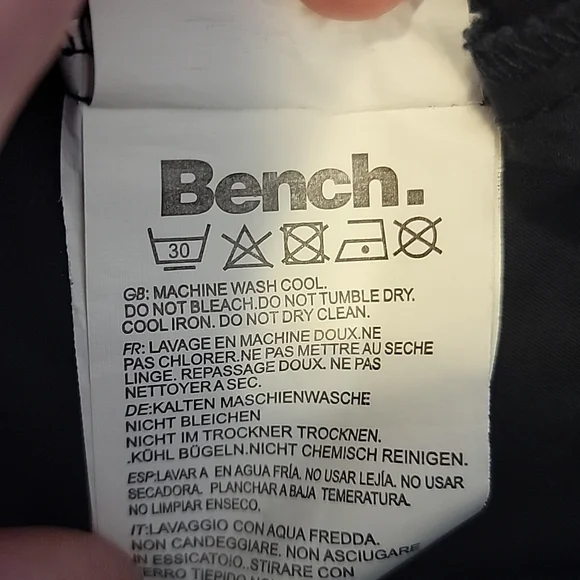 Bench.
30
GB: MACHINE WASH COOL.
DO NOT BLEACH.DO NOT TUMBLE DRY.
COOL IRON. DO NOT DRY CLEAN.
FR: LAVAGE EN MACHINE DOUX.NE
PAS CHLORER.NE PAS METTRE AU SECHE
LINGE. REPASSAGE DOUX. NE PAS
NETTOYER A SEC.
DE:KALTEN MASCHIENWASCHE
NICHT BLEICHEN
NICHT IM TROCKNER TROCKNEN.
.KÜHL BÜGELN.NICHT CHEMISCH REINIGEN.
ESP:LAVAR A EN AGUA FRÍA. NO USAR LEJÍA. NO USAR
SECADORA. PLANCHAR A BAJA TEMERATURA.
NO LIMPIAR ENSECO.
IT:LAVAGGIO CON AQUA FREDDA.
NON CANDEGGIARE. NON ASCIUGARE
IN ESSICATOIO..STIRARE CON
FERRO TIEPIDO